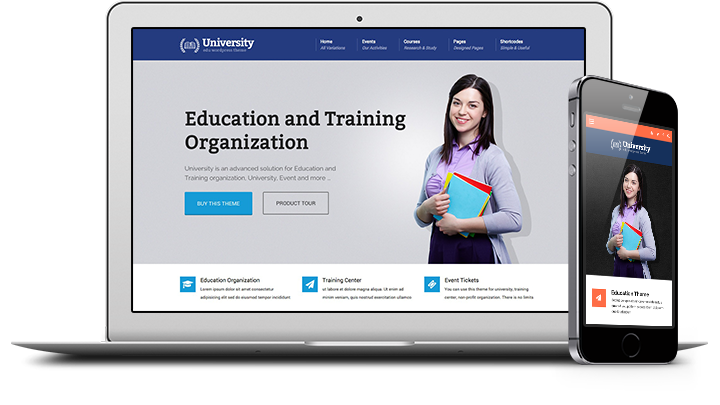 University
edu wordpress theme
Home
All Variations
Events
Our Activities
Courses
Research & Study
Pages
Designed Pages
Shortcodes
Simple & Useful
Education and Training
Organization
University is an advanced solution for Education and
Training organization, University, Event and more ...
BUY THIS THEME
PRODUCT TOUR
Education Organization
Lorem ipsum dolor sit amet consectetur
adipisicing elit sed do eiusmod tempor incididunt
Training Center
ut labore et dolore magna aliqua. Ut enim ad
minim veniam, quis nostrud exercitation ullamco
Event Tickets
You can use this theme for university, training
center, non-profit organization. There is no limits
University
Education Theme